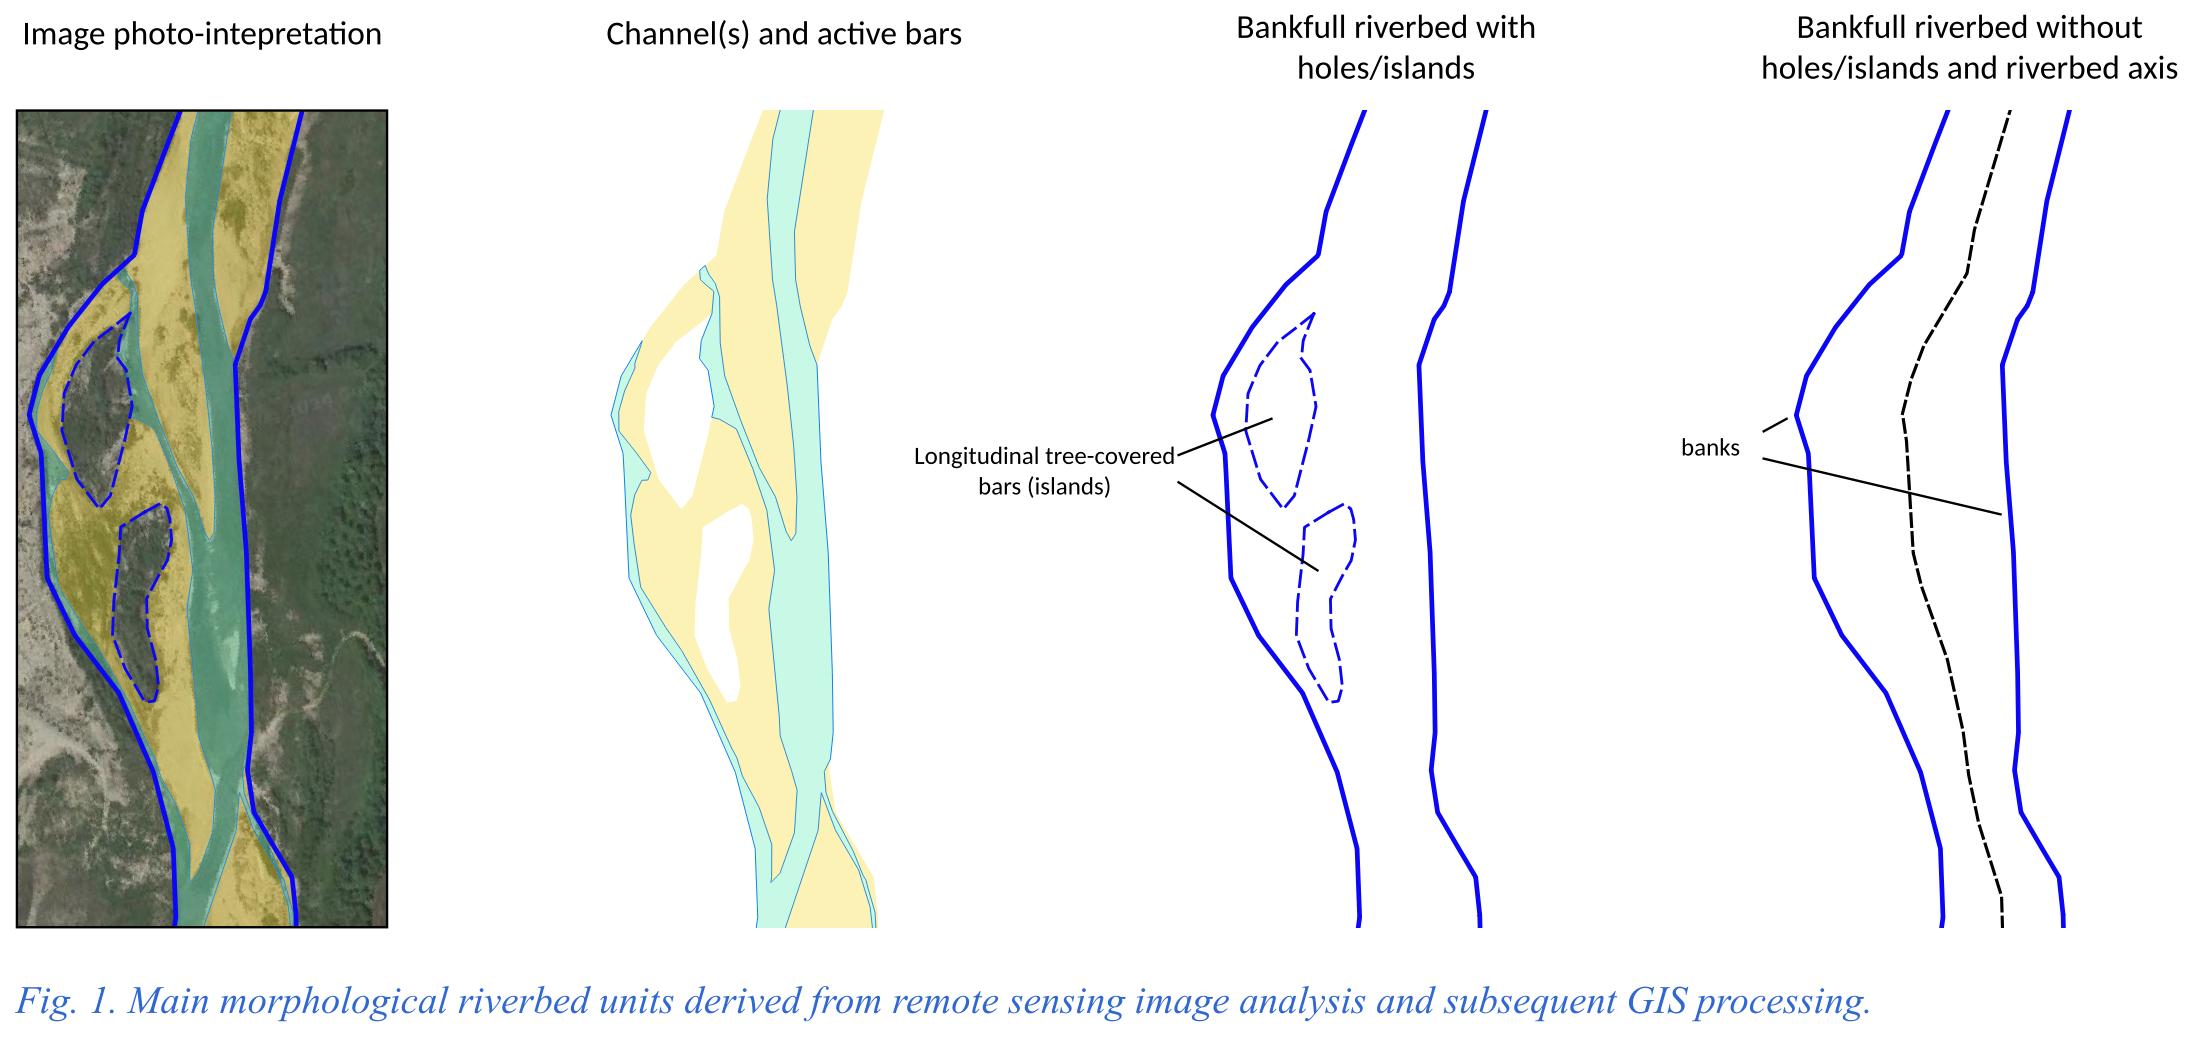 Image photo-intepretation
Channel(s) and active bars
Bankfull riverbed with
holes/islands
Bankfull riverbed without
holes/islands and riverbed axis
Longitudinal tree-covered
bars (islands)
banks
Fig. 1. Main morphological riverbed units derived from remote sensing image analysis and subsequent GIS processing.